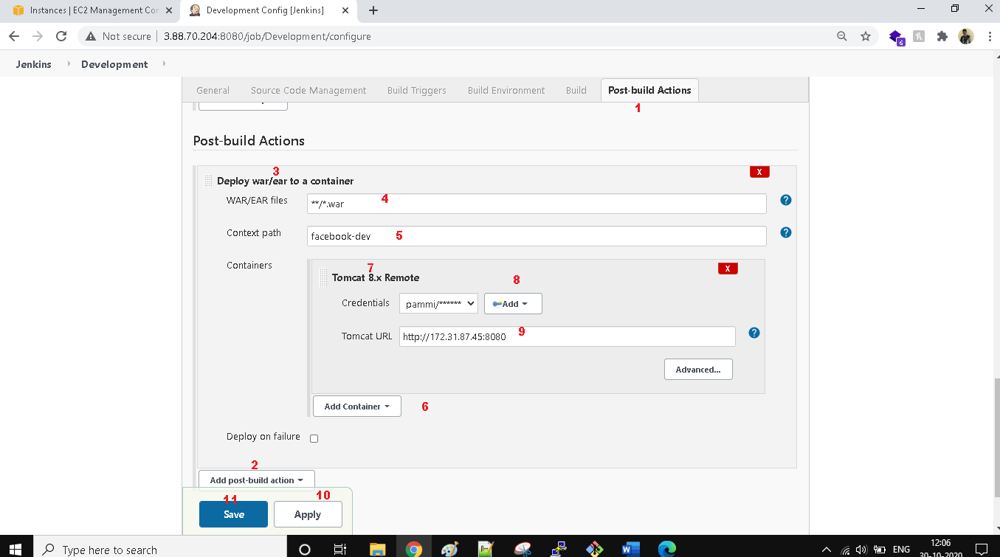 Instances | EC2 Management Cor
Development Config [Jenkins]
Not secure | 3.88.70.204:8080/job/Development/configure
6
Jenkins
Development
General
Source Code Management
Build Triggers
Build Environment
Build
Post-build Actions
1
Post-build Actions
3
Deploy war/ear to a container
X
WAR/EAR files
**/*.war
4
?
Context path
facebook-dev
5
?
Containers
7
Tomcat 8.x Remote
X
8
Credentials
pammi/******
Add
Tomcat URL
http://172.31.87.45:8080
9
?
Advanced...
Add Container
6
Deploy on failure
2
Add post-build action
11
10
Save
Apply
Type here to search
ENG
12:06
30-10-2020